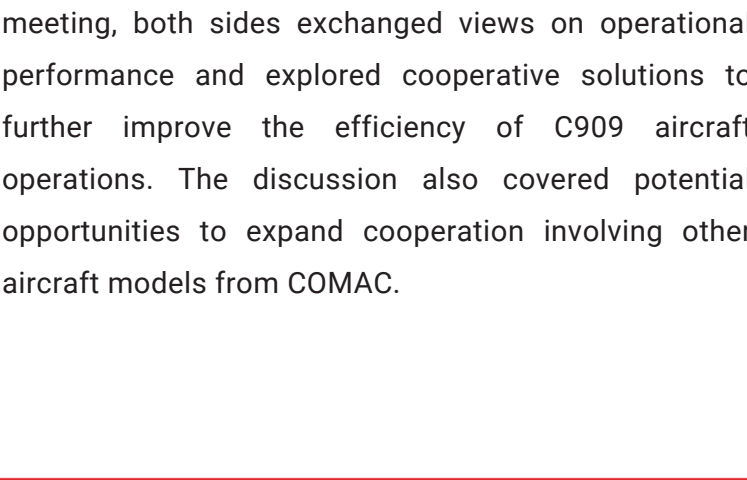 meeting, both sides exchanged views on operational
performance and explored cooperative solutions to
further improve the efficiency of C909 aircraft
operations. The discussion also covered potential
opportunities to expand cooperation involving other
aircraft models from COMAC.